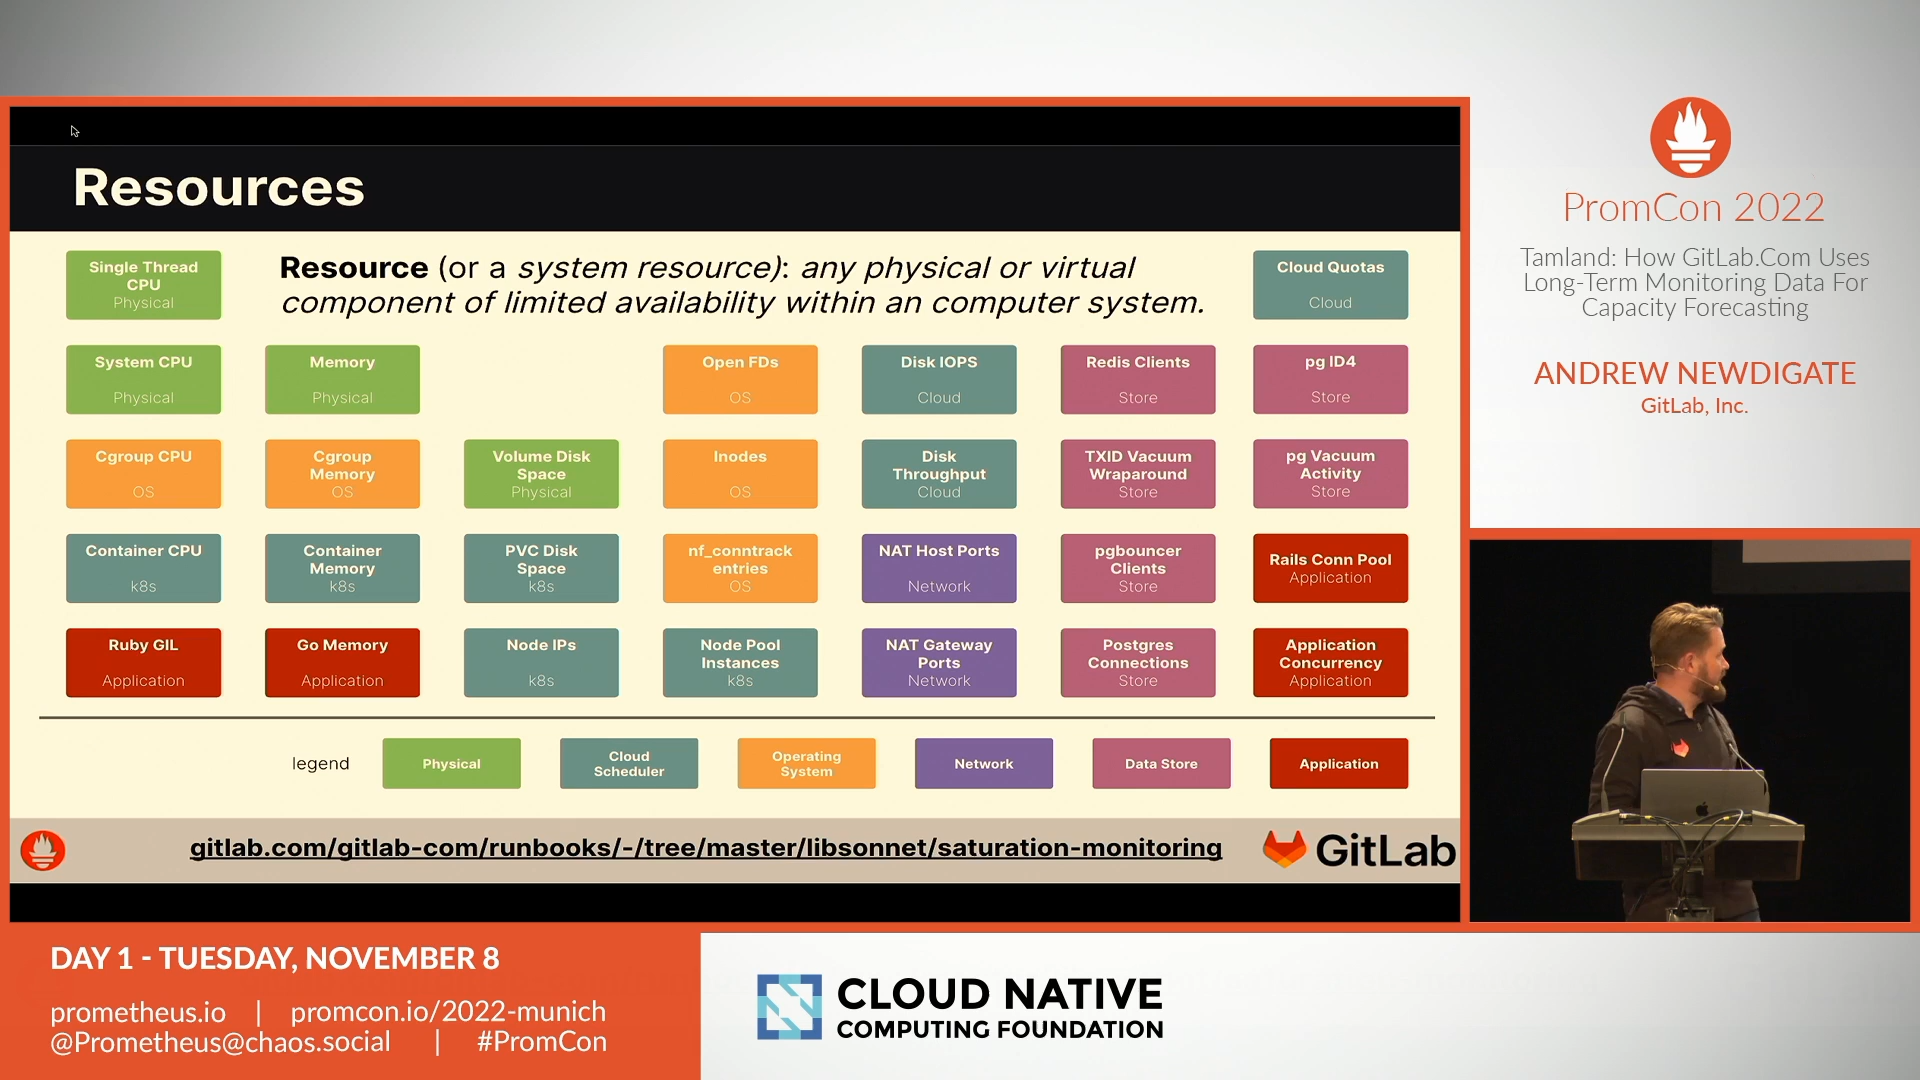 Resources
Single Thread
CPU
Physical
Resource (or a system resource): any physical or virtual
component of limited availability within an computer system.
Cloud Quotas
Cloud
System CPU
Physical
Memory
Physical
Open FDs
OS
Disk IOPS
Cloud
Redis Clients
Store
pg ID4
Store
Cgroup CPU
OS
Cgroup
Memory
OS
Volume Disk
Space
Physical
Inodes
OS
Disk
Throughput
Cloud
TXID Vacuum
Wraparound
Store
pg Vacuum
Activity
Store
Container CPU
k8s
Container
Memory
k8s
PVC Disk
Space
k8s
nf_conntrack
entries
OS
NAT Host Ports
Network
pgbouncer
Clients
Store
Rails Conn Pool
Application
Ruby GIL
Application
Go Memory
Application
Node IPs
k8s
Node Pool
Instances
k8s
NAT Gateway
Ports
Network
Postgres
Connections
Store
Application
Concurrency
Application
legend
Physical
Cloud
Scheduler
Operating
System
Network
Data Store
Application
gitlab.com/gitlab-com/runbooks/-/tree/master/libsonnet/saturation-monitoring
GitLab
PromCon 2022
Tamland: How GitLab.Com Uses
Long-Term Monitoring Data For
Capacity Forecasting
ANDREW NEWDIGATE
GitLab, Inc.
DAY 1 - TUESDAY, NOVEMBER 8
prometheus.io | promcon.io/2022-munich
@Prometheus@chaos.social | #PromCon
CLOUD NATIVE
COMPUTING FOUNDATION